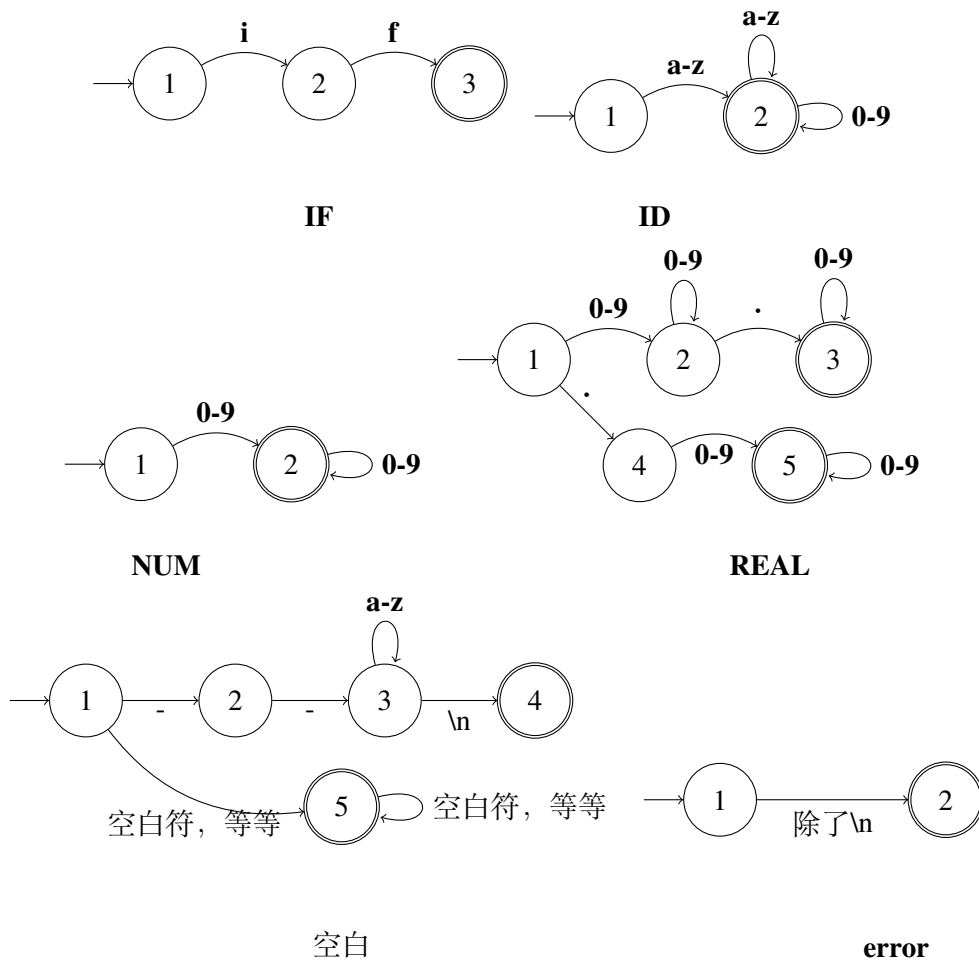 i f
1 2 3
IF
a-z
a-z
1 2 0-9
ID
0-9
1 2 0-9
NUM
0-9 0-9
0-9 .
1 2 3
.
4 0-9 5 0-9
REAL
a-z
1 - 2 - 3 \n 4
空白符，等等 5 空白符，等等
空白
1 除了\n 2
error